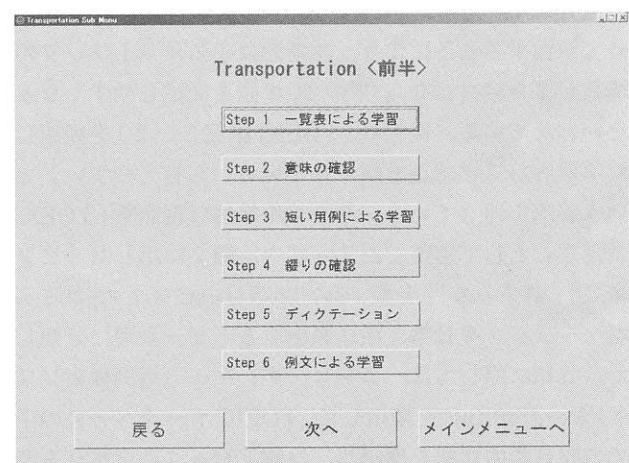 Transportation Sub Menu
Transportation <前半>
Step 1 一覧表による学習
Step 2 意味の確認
Step 3 短い用例による学習
Step 4 綴りの確認
Step 5 ディクテーション
Step 6 例文による学習
戻る 次へ メインメニューへ